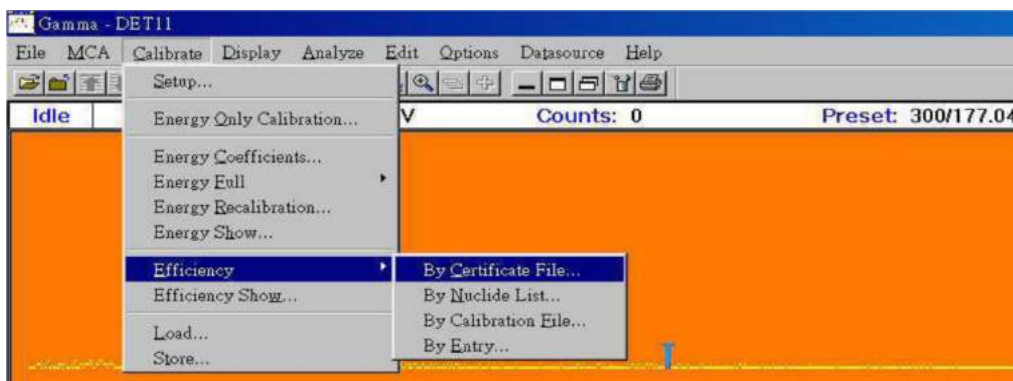 Gamma - DET11
File MCA Calibrate Display Analyze Edit Options Datasource Help
Idle V Counts: 0 Preset: 300/177.04
Setup...
Energy Only Calibration...
Energy Coefficients...
Energy Full
Energy Recalibration...
Energy Show...
Efficiency
Efficiency Show...
Load...
Store...
By Certificate File...
By Nuclide List...
By Calibration File...
By Entry...